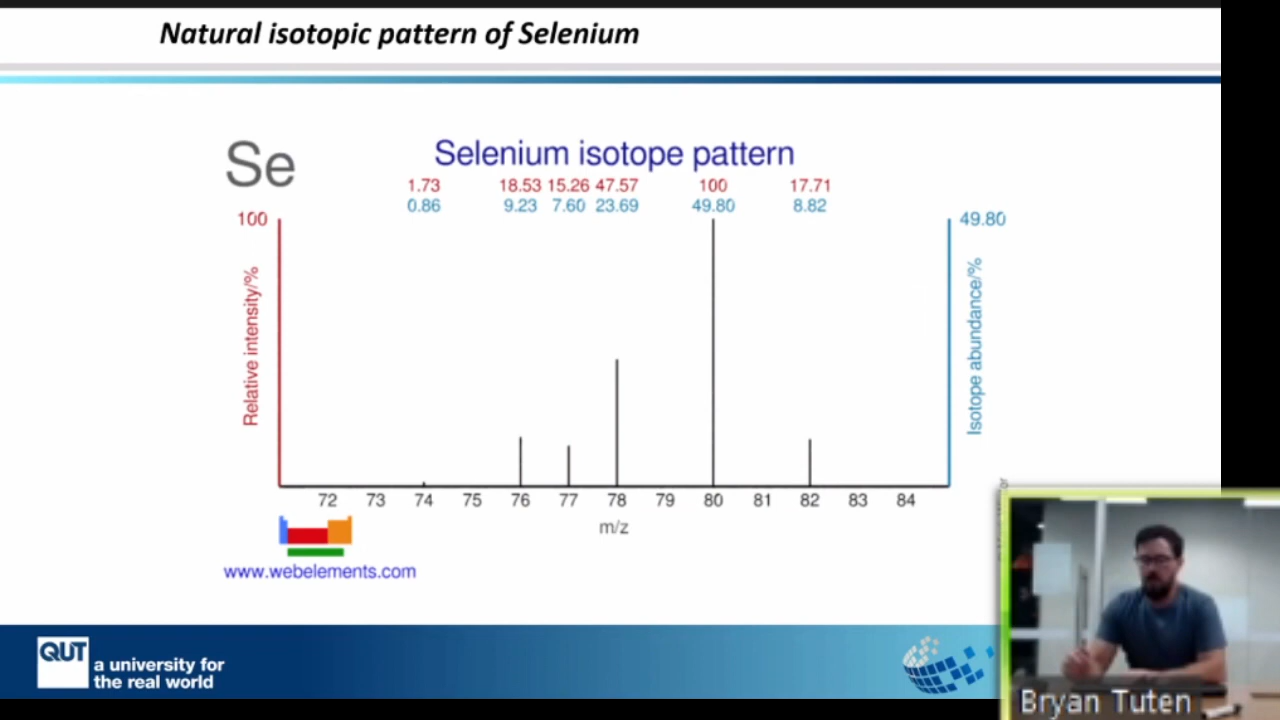 Natural isotopic pattern of Selenium
Se
Selenium isotope pattern
1.73 18.53 15.26 47.57 100 17.71
0.86 9.23 7.60 23.69 49.80 8.82
100
49.80
Relative intensity/%
Isotope abundance/%
72 73 74 75 76 77 78 79 80 81 82 83 84
m/z
www.webelements.com
QUT
a university for
the real world
Bryan Tuten